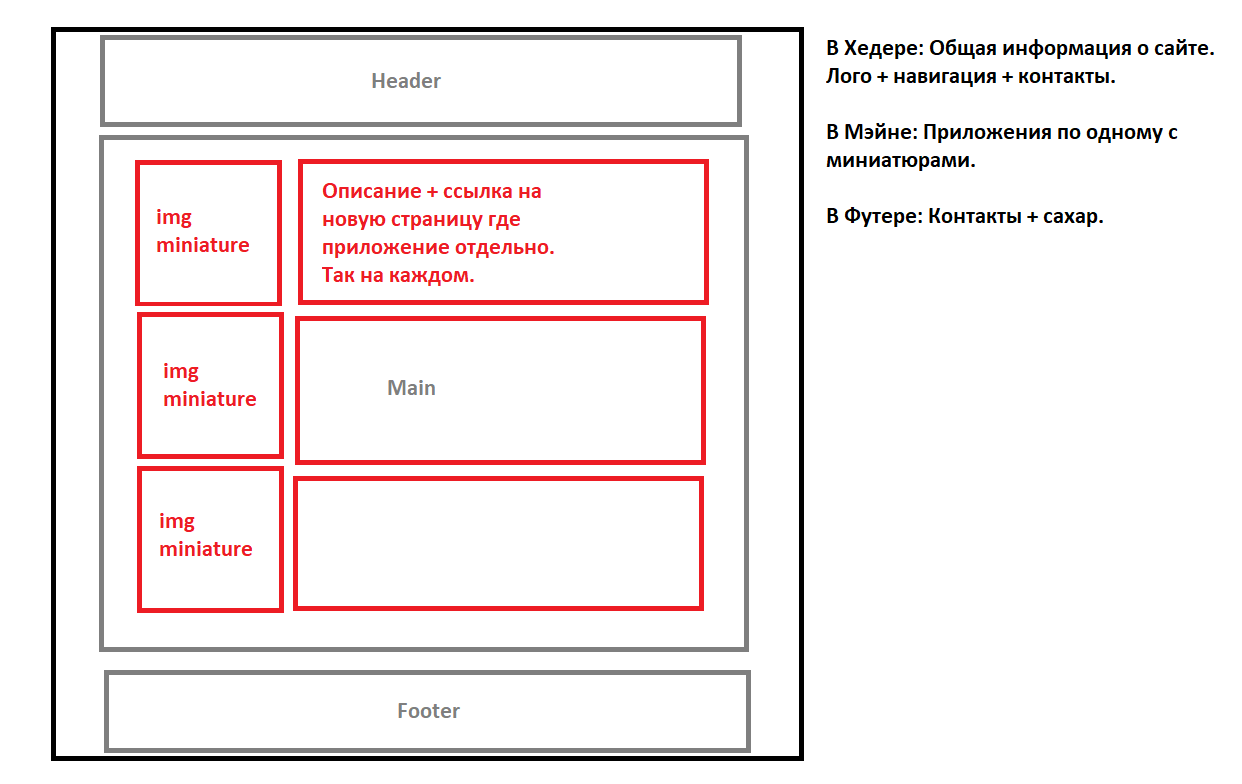 Header
img
miniature
Описание + ссылка на
новую страницу где
приложение отдельно.
Так на каждом.
img
miniature
Main
img
miniature
Footer
В Хедере: Общая информация о сайте.
Лого + навигация + контакты.
В Мэйне: Приложения по одному с
миниатюрами.
В Футере: Контакты + сахар.